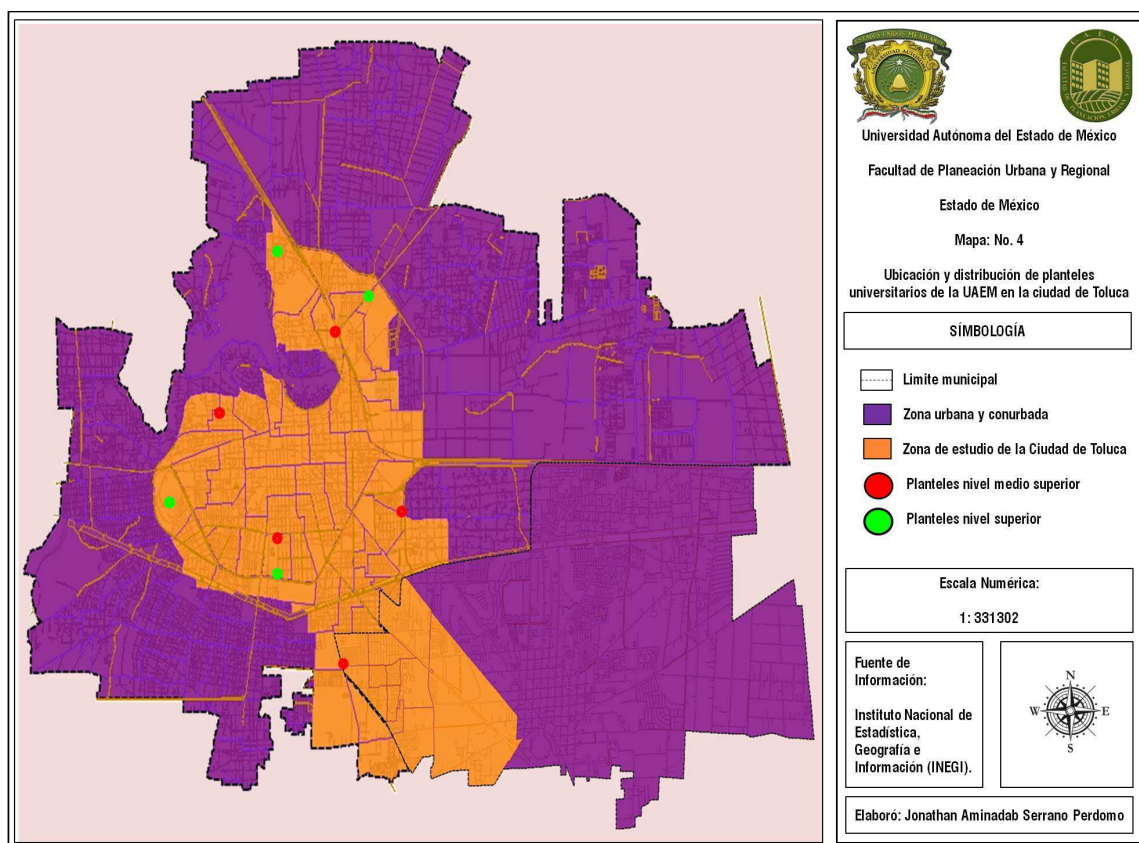 ESTADOS UNIDOS MEXICANOS
U. A. E. M.
Universidad Autónoma del Estado de México
Facultad de Planeación Urbana y Regional
Estado de México
Mapa: No. 4
Ubicación y distribución de planteles
universitarios de la UAEM en la ciudad de Toluca
SÍMBOLOGÍA
Limite municipal
Zona urbana y conurbada
Zona de estudio de la Ciudad de Toluca
Planteles nivel medio superior
Planteles nivel superior
Escala Numérica:
1: 331302
Fuente de
Información:
Instituto Nacional de
Estadística,
Geografía e
Información (INEGI).
N
W
E
S
Elaboró: Jonathan Aminadab Serrano Perdomo